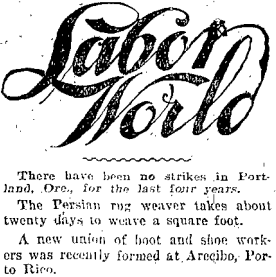 Labor
World
There have been no strikes in Port-
land, Ore., for the last four years.
The Persian rug weaver takes about
twenty days to weave a square foot.
A new union of boot and shoe work-
ers was recently formed at Arecibo, Por-
to Rico.